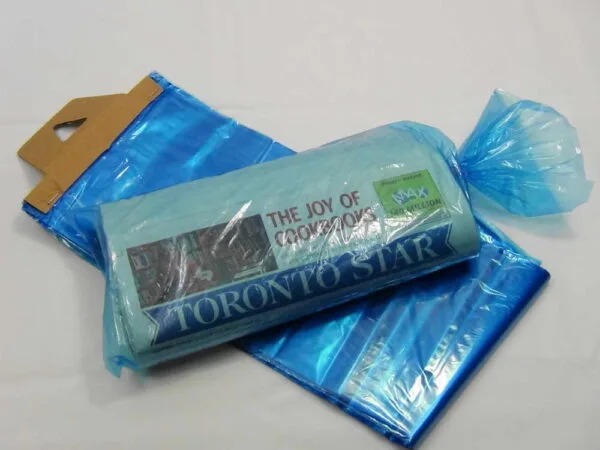 THE JOY OF
COOKBOOKS
MAX
MILLION
TORONTO STAR